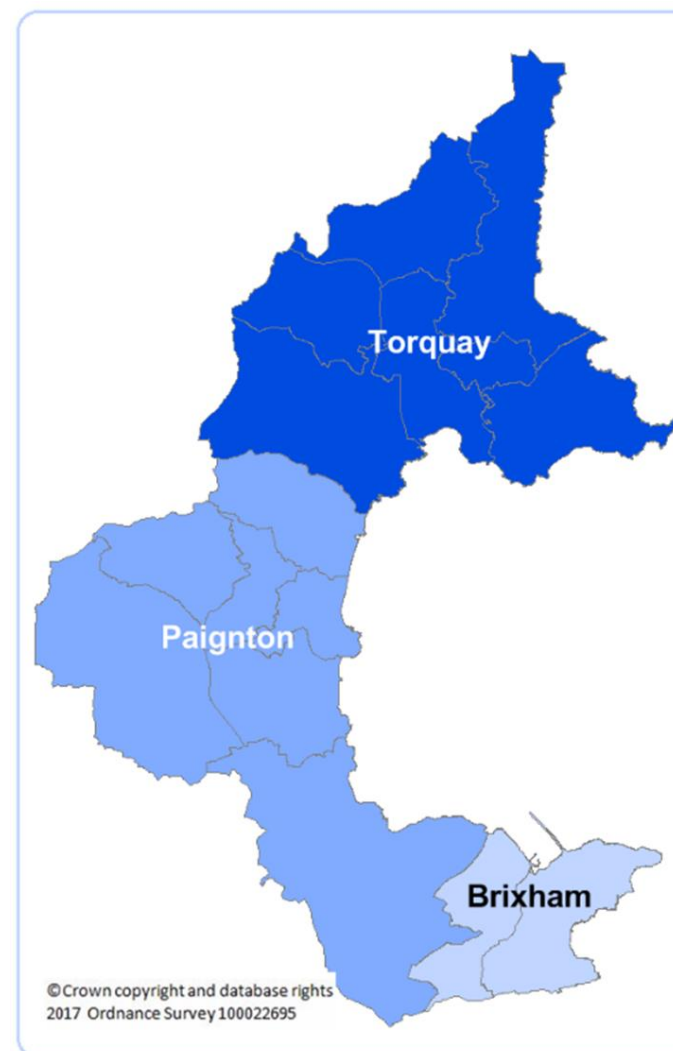 Torquay
Paignton
Brixham
©Crown copyright and database rights
2017 Ordnance Survey 100022695